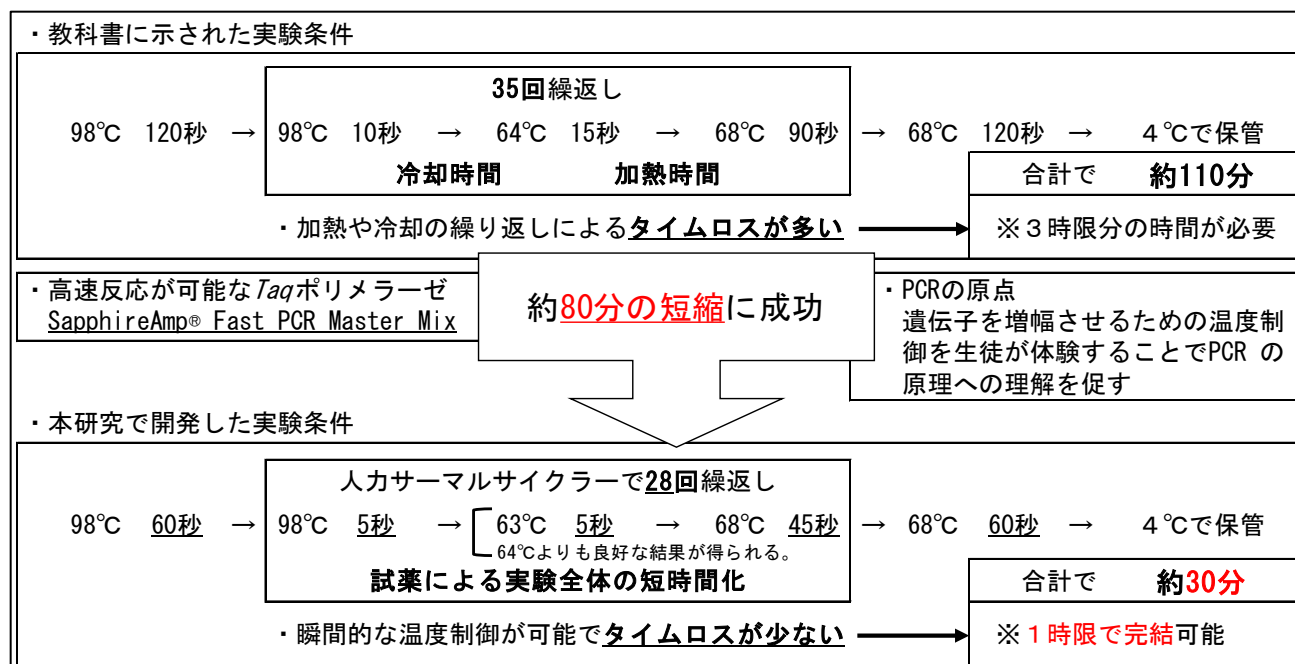 ・教科書に示された実験条件
35回繰返し
98℃ 120秒 → 98℃ 10秒 → 64℃ 15秒 → 68℃ 90秒 → 68℃ 120秒 → 4℃で保管
冷却時間 加熱時間
合計で 約110分
・加熱や冷却の繰り返しによるタイムロスが多い
※３時限分の時間が必要
・高速反応が可能なTaqポリメラーゼ
SapphireAmp® Fast PCR Master Mix
約80分の短縮に成功
・PCRの原点
遺伝子を増幅させるための温度制
御を生徒が体験することでPCR の
原理への理解を促す
・本研究で開発した実験条件
人力サーマルサイクラーで28回繰返し
98℃ 60秒 → 98℃ 5秒 → 63℃ 5秒 → 68℃ 45秒 → 68℃ 60秒 → 4℃で保管
64℃よりも良好な結果が得られる。
試薬による実験全体の短時間化
合計で 約30分
・瞬間的な温度制御が可能でタイムロスが少ない
※１時限で完結可能